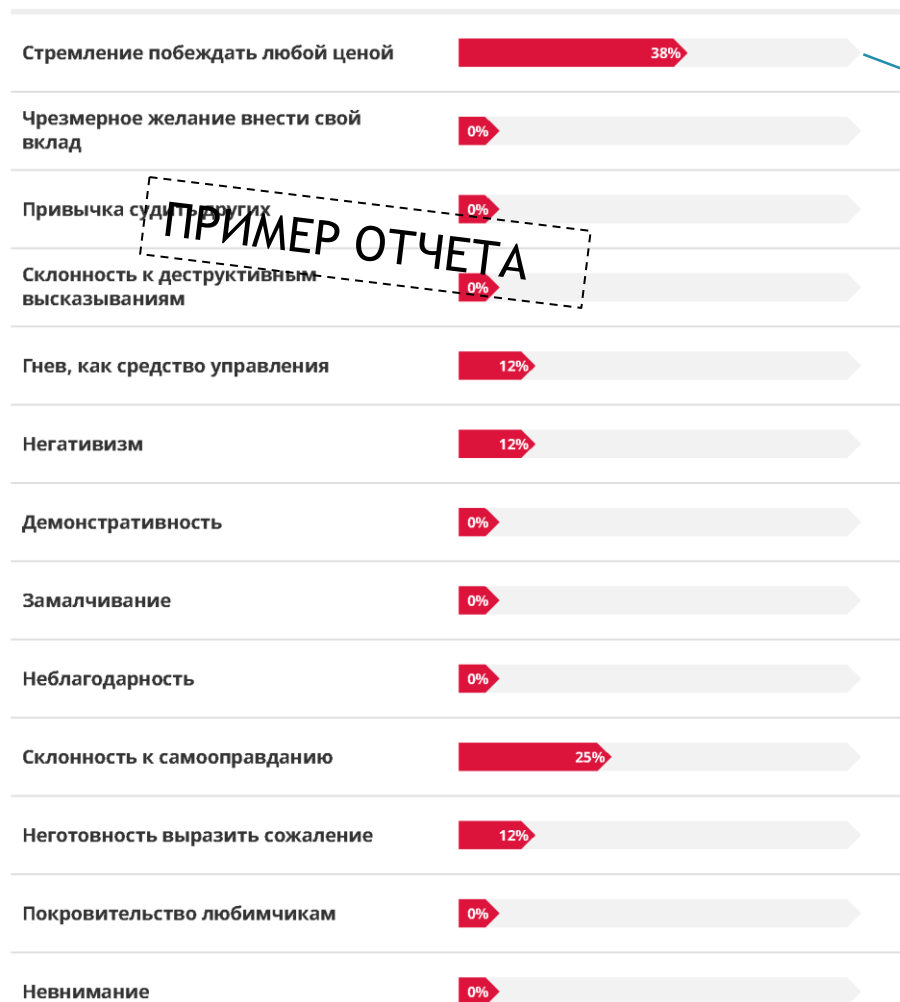 Стремление побеждать любой ценой 38%
Чрезмерное желание внести свой
вклад 0%
Привычка судить других 0%
ПРИМЕР ОТЧЕТА
Склонность к деструктивным
высказываниям 0%
Гнев, как средство управления 12%
Негативизм 12%
Демонстративность 0%
Замалчивание 0%
Неблагодарность 0%
Склонность к самооправданию 25%
Неготовность выразить сожаление 12%
Покровительство любимчикам 0%
Невнимание 0%